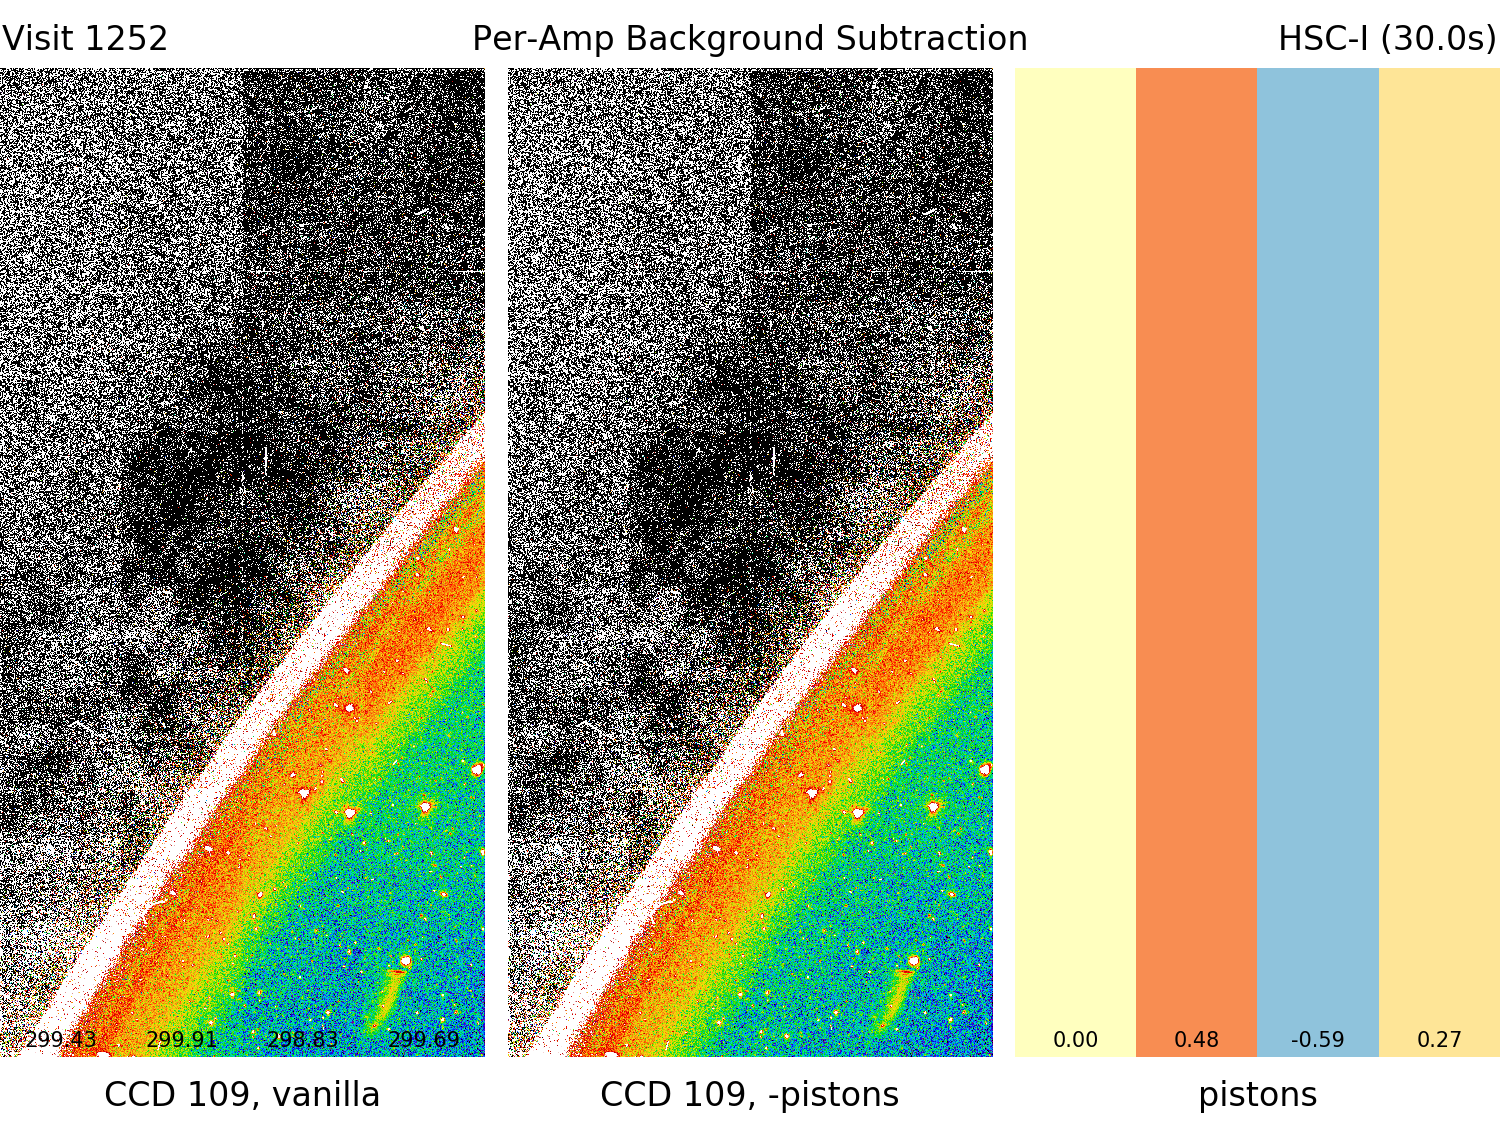 Visit 1252 Per-Amp Background Subtraction HSC-I (30.0s)
299.43 299.91 298.83 299.69 0.00 0.48 -0.59 0.27
CCD 109, vanilla CCD 109, -pistons pistons